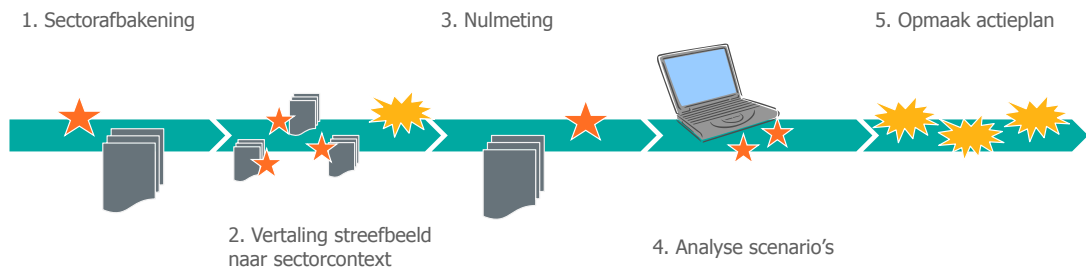 1. Sectorafbakening
2. Vertaling streefbeeld
naar sectorcontext
3. Nulmeting
4. Analyse scenario’s
5. Opmaak actieplan